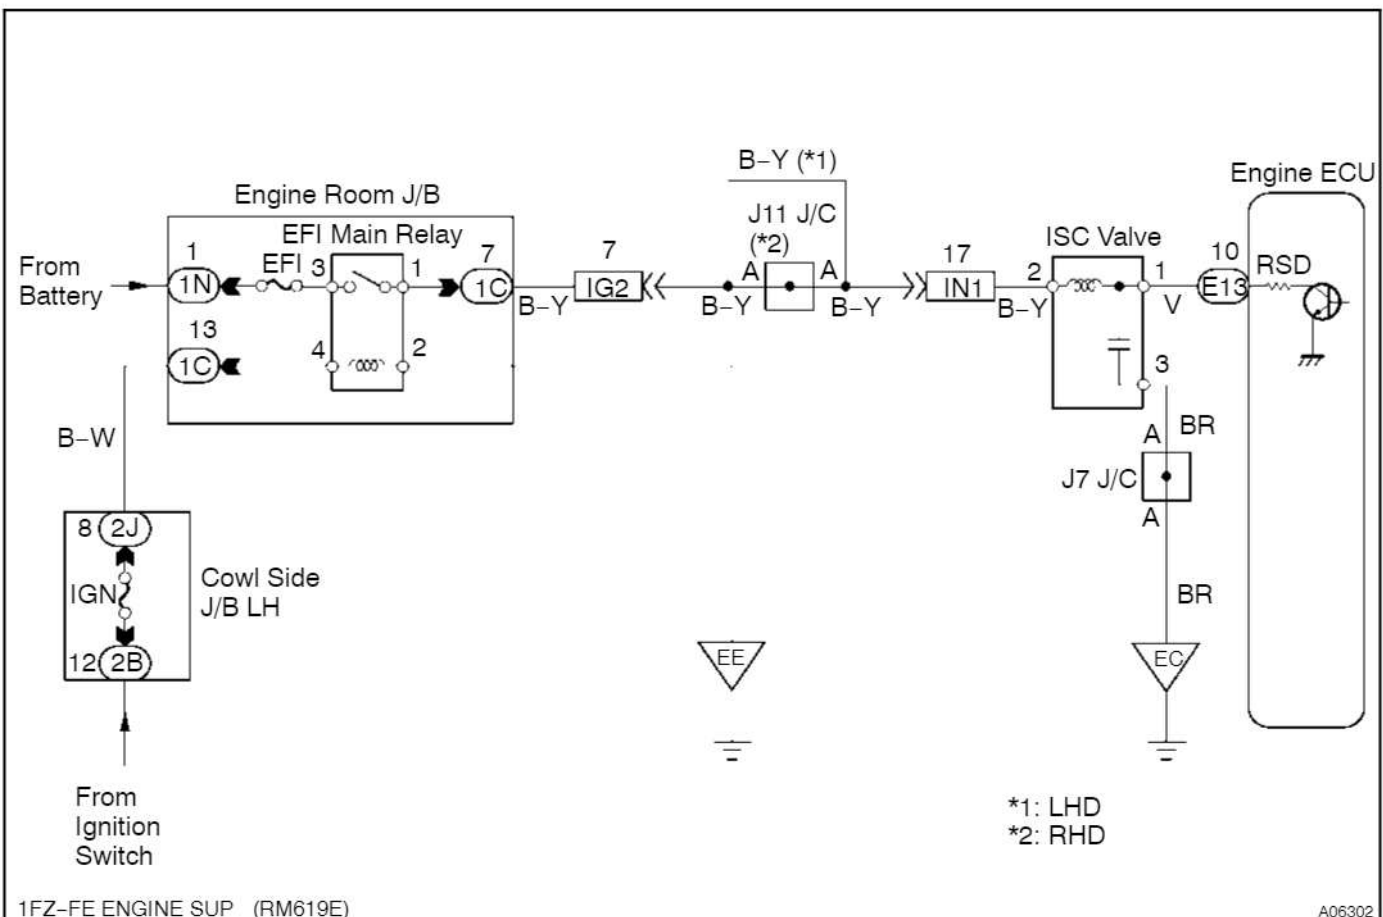 B−Y (*1)
Engine ECU
Engine Room J/B
J11 J/C
(*2)
EFI Main Relay
ISC Valve
1
EFI
3
1
7
7
A
A
17
2
1
10
RSD
From
Battery
1N
1C
IG2
IN1
E13
B−Y
B−Y
B−Y
B−Y
V
13
1C
4
2
3
B−W
A
BR
J7 J/C
A
8
2J
IGN
Cowl Side
J/B LH
BR
12
2B
EE
EC
From
Ignition
Switch
*1: LHD
*2: RHD
1FZ−FE ENGINE SUP (RM619E)
A06302